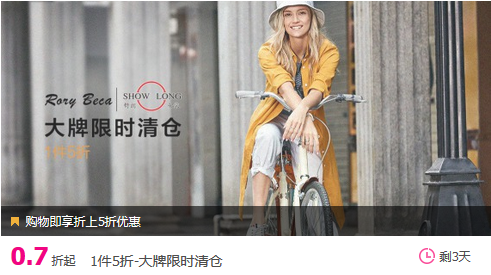 Rory Beca
SHOW LONG
大牌限时清仓
1件5折
购物即享折上5折优惠
0.7折起 1件5折-大牌限时清仓
剩3天